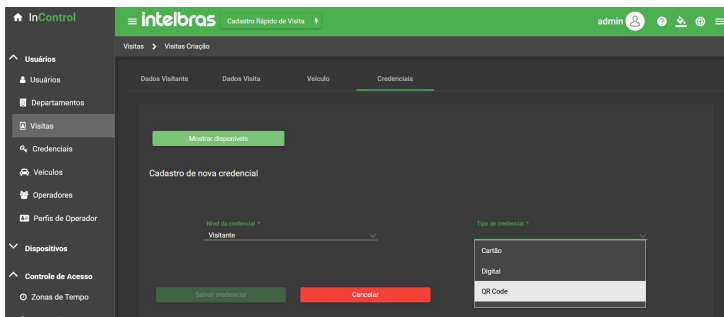 InControl
intelbras
Cadastro Rápido de Visita
admin
Visitas > Visitas Criação
Usuários
Usuários
Departamentos
Visitas
Credenciais
Veículos
Operadores
Perfis de Operador
Dispositivos
Controle de Acesso
Zonas de Tempo
Dados Visitante
Dados Visita
Veículo
Credenciais
Mostrar disponíveis
Cadastro de nova credencial
Nível da credencial *
Visitante
Tipo de credencial *
Cartão
Digital
QR Code
Salvar credencial
Cancelar